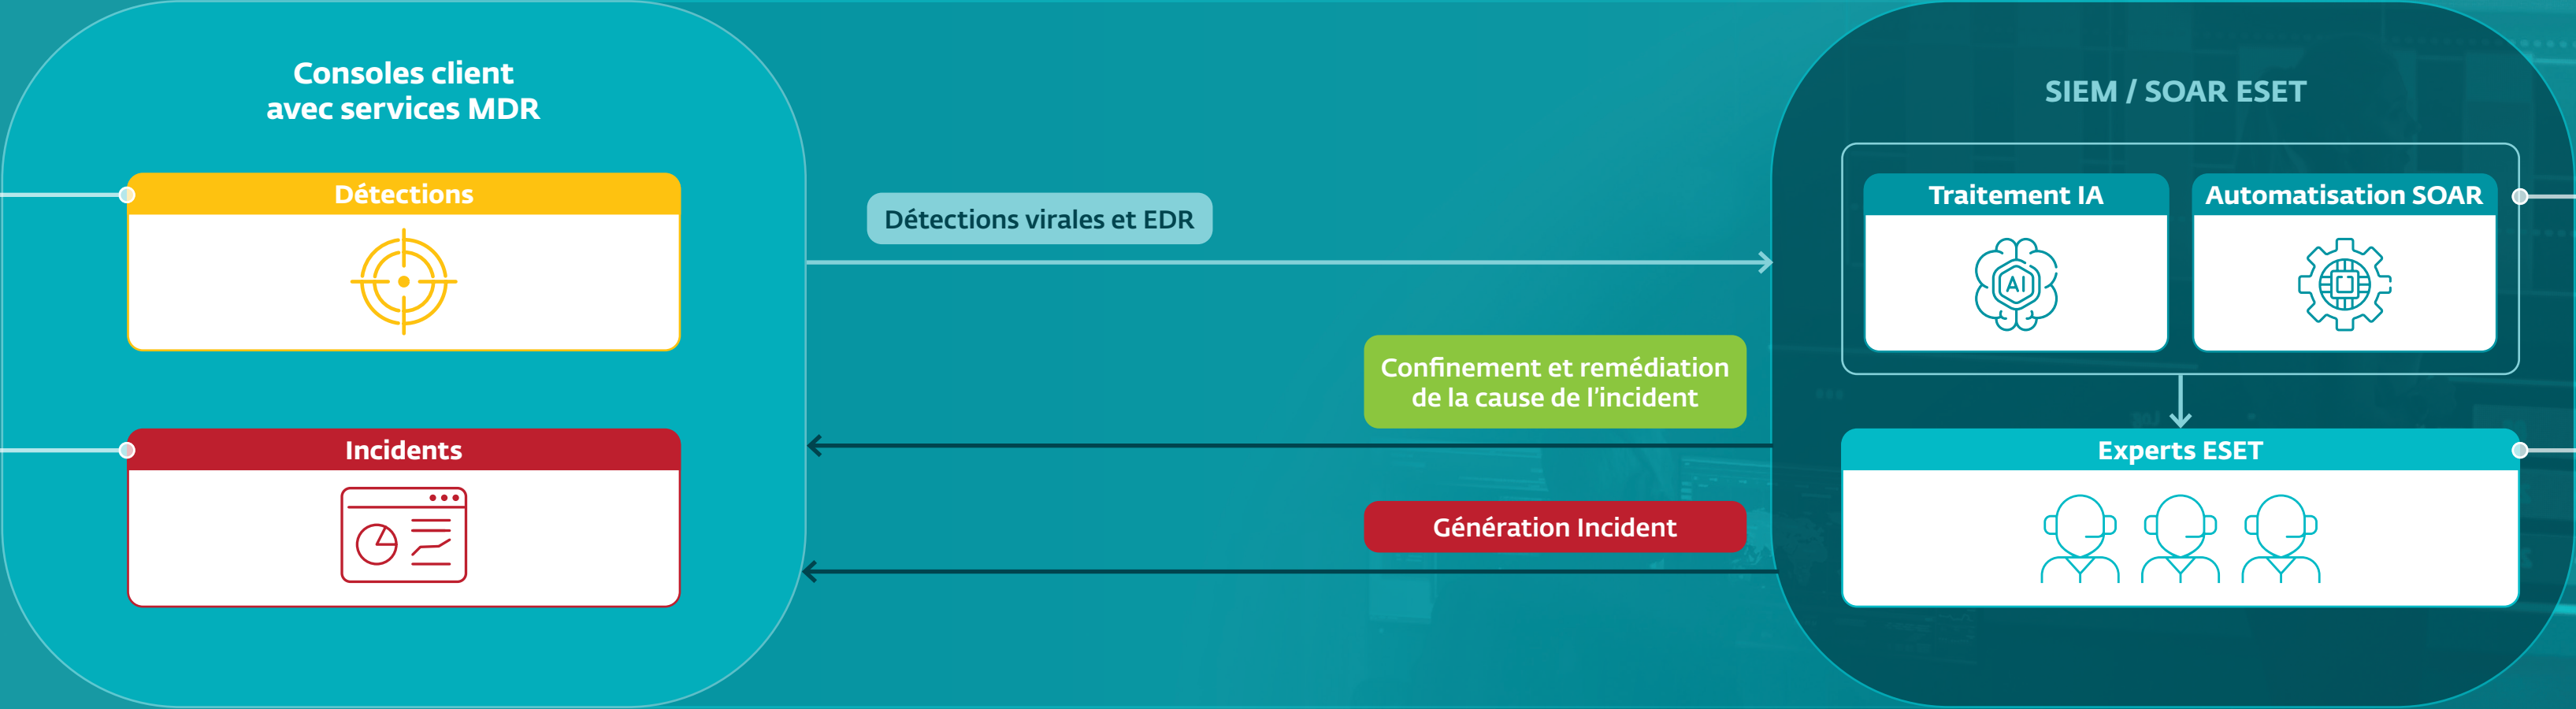 Consoles client
avec services MDR
Détections
Incidents
Détections virales et EDR
Confinement et remédiation
de la cause de l'incident
Génération Incident
SIEM / SOAR ESET
Traitement IA
AI
Automatisation SOAR
Experts ESET